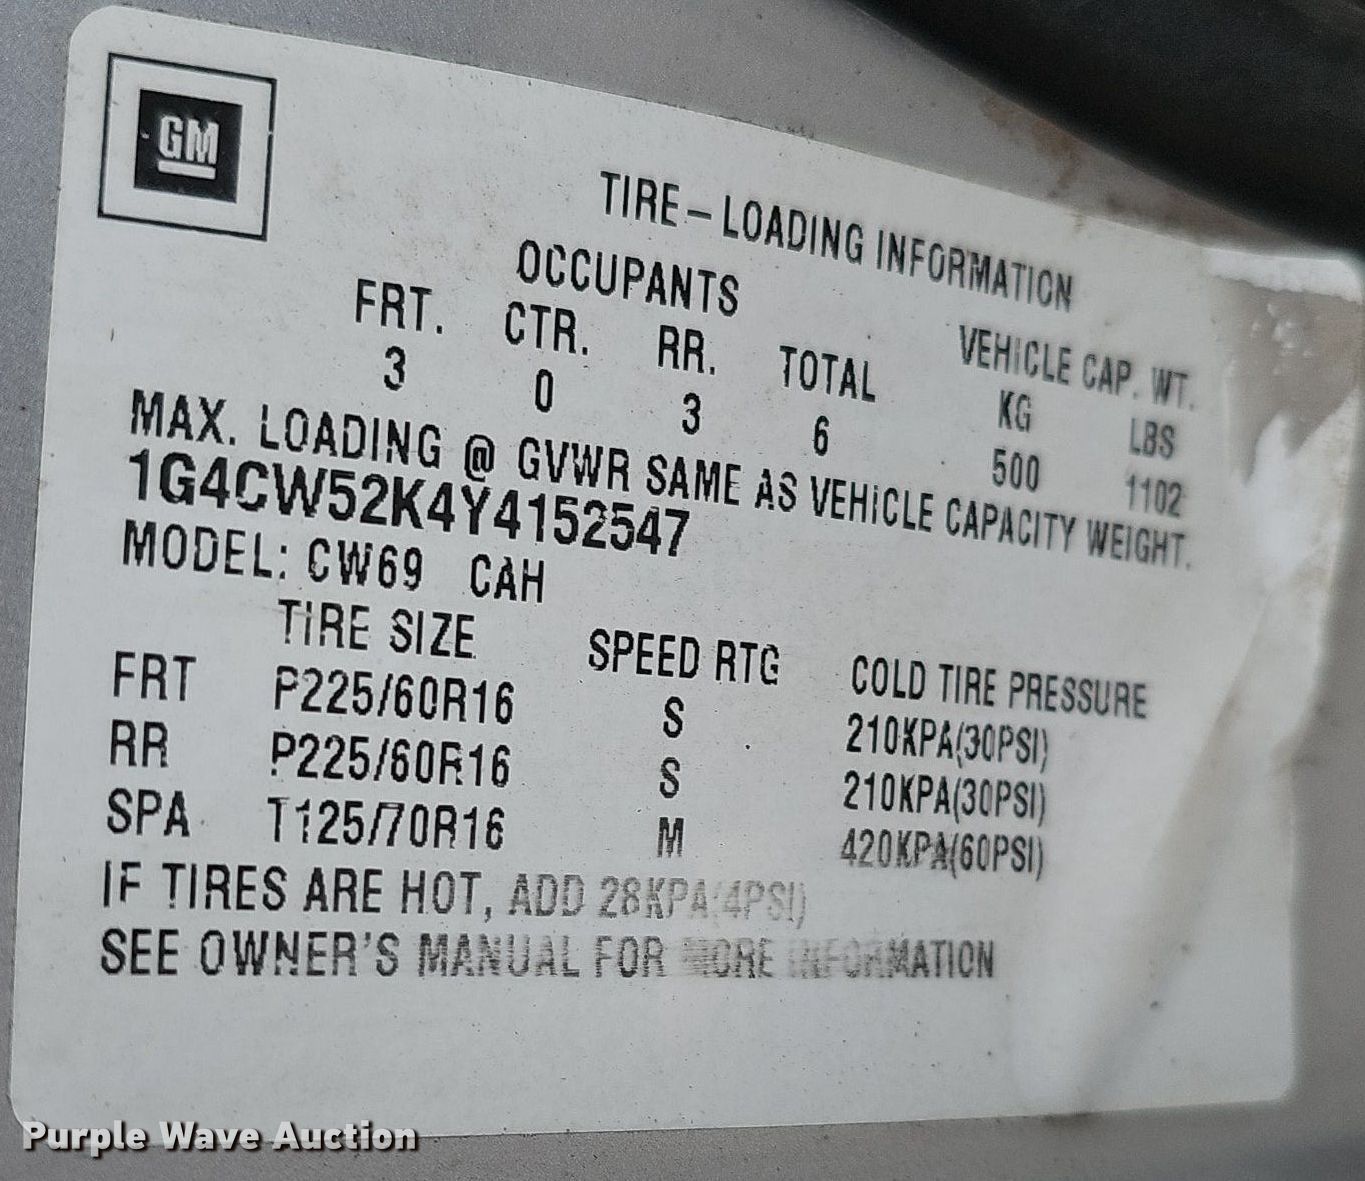 GM
TIRE-LOADING INFORMATION
OCCUPANTS
VEHICLE CAP. WT.
FRT. CTR. RR. TOTAL KG LBS
3 0 3 6 500 1102
MAX. LOADING @ GVWR SAME AS VEHICLE CAPACITY WEIGHT.
1G4CW52K4Y4152547
MODEL: CW69 CAH
TIRE SIZE SPEED RTG COLD TIRE PRESSURE
FRT P225/60R16 S 210KPA(30PSI)
RR P225/60R16 S 210KPA(30PSI)
SPA T125/70R16 M 420KPA(60PSI)
IF TIRES ARE HOT, ADD 28KPA(4PSI)
SEE OWNER'S MANUAL FOR MORE INFORMATION
Purple Wave Auction